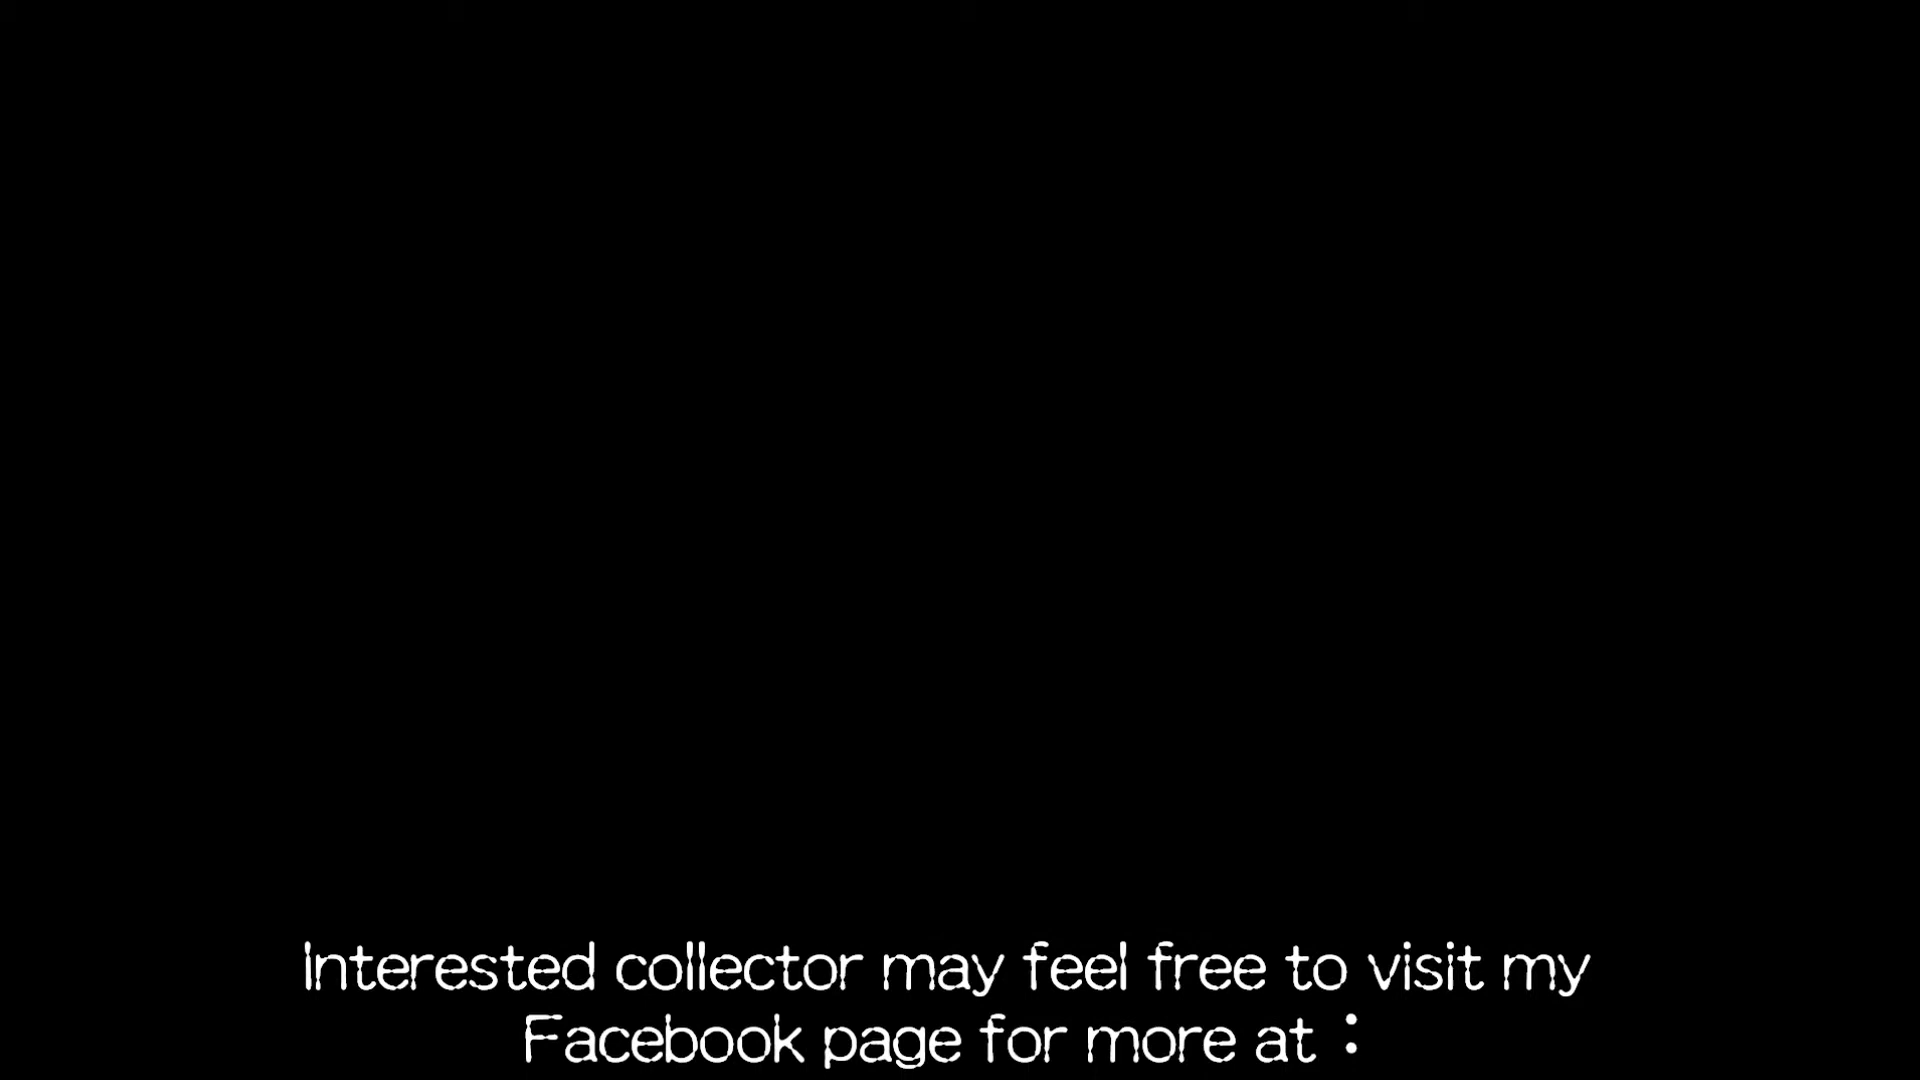 Interested collector may feel free to visit my
Facebook page for more at：